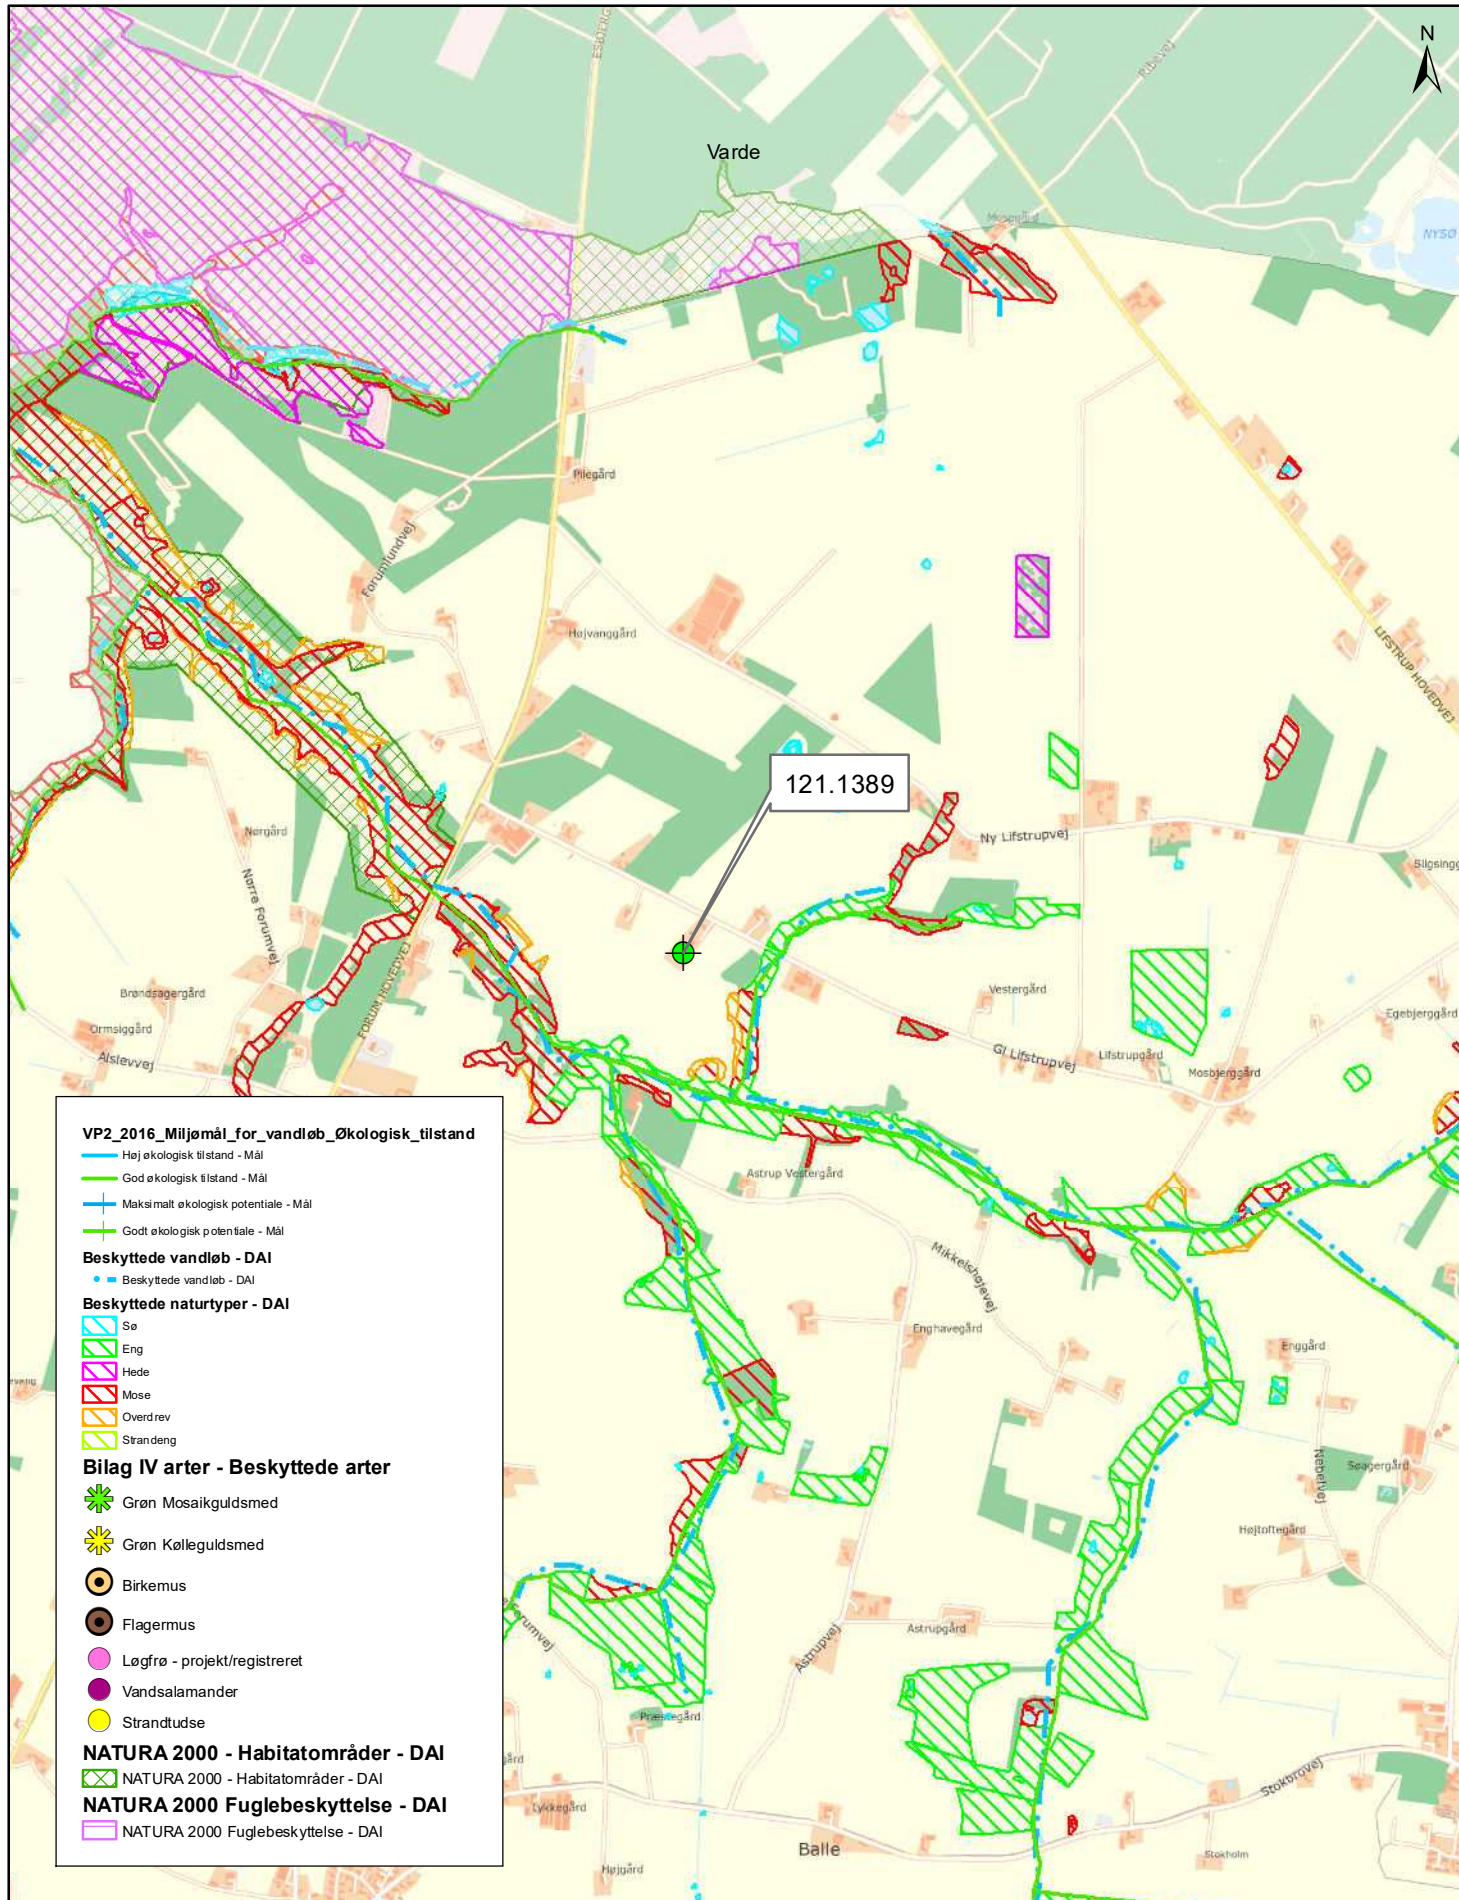 N
ESBJERG
Ribevej
Varde
Mosegård
NYSØ
Pilegård
Forumlundvej
Højvanggård
LIFSTRUP HOVEDVEJ
121.1389
Nørgård
Nørre Forumvej
Ny Lifstrupvej
FORUM HOVEDVEJ
Brøndsagergård
Ormsiggård
Alslevvej
Vestergård
Egebjerggård
Gl Lifstrupvej
Lifstrupgård
Mosbjerggård
Astrup Vestergård
Mikkelshøjevej
Enghavegård
Enggård
Nebelvej
Søagergård
Højtoftegård
Astrupvej
Astrupgård
Præstegård
Lykkegård
Højgård
Balle
Stokbrovej
Stokholm
VP2_2016_Miljømål_for_vandløb_Økologisk_tilstand
Høj økologisk tilstand - Mål
God økologisk tilstand - Mål
Maksimalt økologisk potentiale - Mål
Godt økologisk potentiale - Mål
Beskyttede vandløb - DAI
Beskyttede vandløb - DAI
Beskyttede naturtyper - DAI
Sø
Eng
Hede
Mose
Overdrev
Strandeng
Bilag IV arter - Beskyttede arter
Grøn Mosaikguldsmed
Grøn Kølleguldsmed
Birkemus
Flagermus
Løgfrø - projekt/registreret
Vandsalamander
Strandtudse
NATURA 2000 - Habitatområder - DAI
NATURA 2000 - Habitatområder - DAI
NATURA 2000 Fuglebeskyttelse - DAI
NATURA 2000 Fuglebeskyttelse - DAI